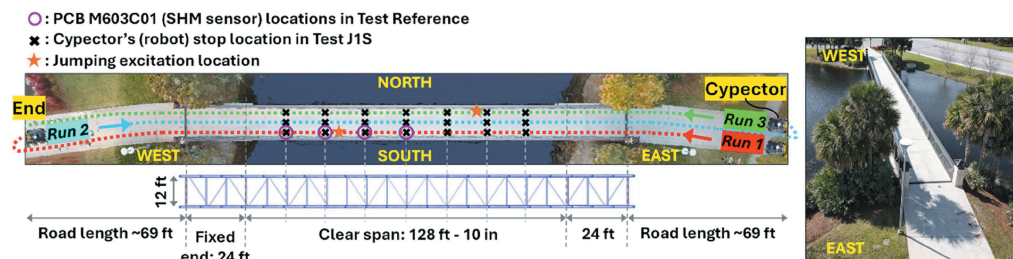 : PCB M603C01 (SHM sensor) locations in Test Reference
: Cypector's (robot) stop location in Test J1S
: Jumping excitation location
NORTH
End
Cypector
Run 2
Run 3
Run 1
WEST
SOUTH
EAST
12 ft
Road length ~69 ft
Fixed
end: 24 ft
Clear span: 128 ft - 10 in
24 ft
Road length ~69 ft
WEST
EAST